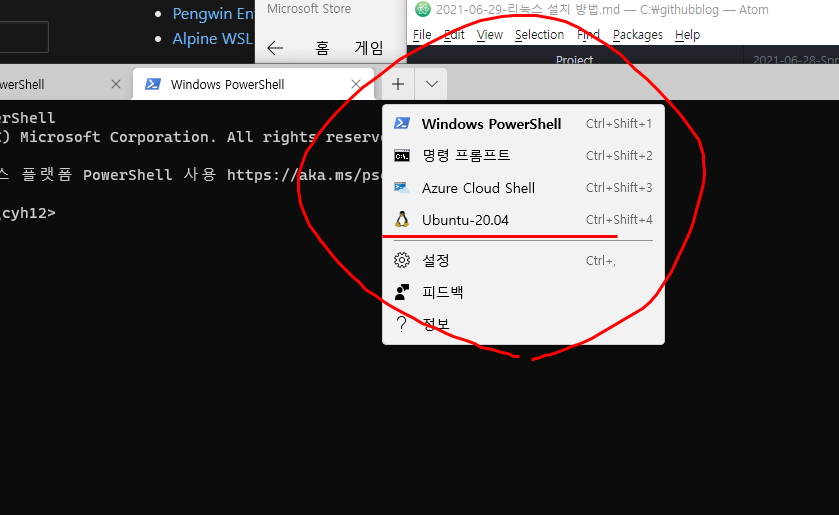 Pengwin En
Alpine WSL
Microsoft Store
홈 게임
2021-06-29-리눅스 설치 방법.md — C:₩githubblog — Atom
File Edit View Selection Find Packages Help
Project
2021-06-28-Spr
werShell
Windows PowerShell
erShell
) Microsoft Corporation. All rights reserve
스 플랫폼 PowerShell 사용 https://aka.ms/psc
cyh12>
Windows PowerShell Ctrl+Shift+1
명령 프롬프트 Ctrl+Shift+2
Azure Cloud Shell Ctrl+Shift+3
Ubuntu-20.04 Ctrl+Shift+4
설정 Ctrl+,
피드백
정보